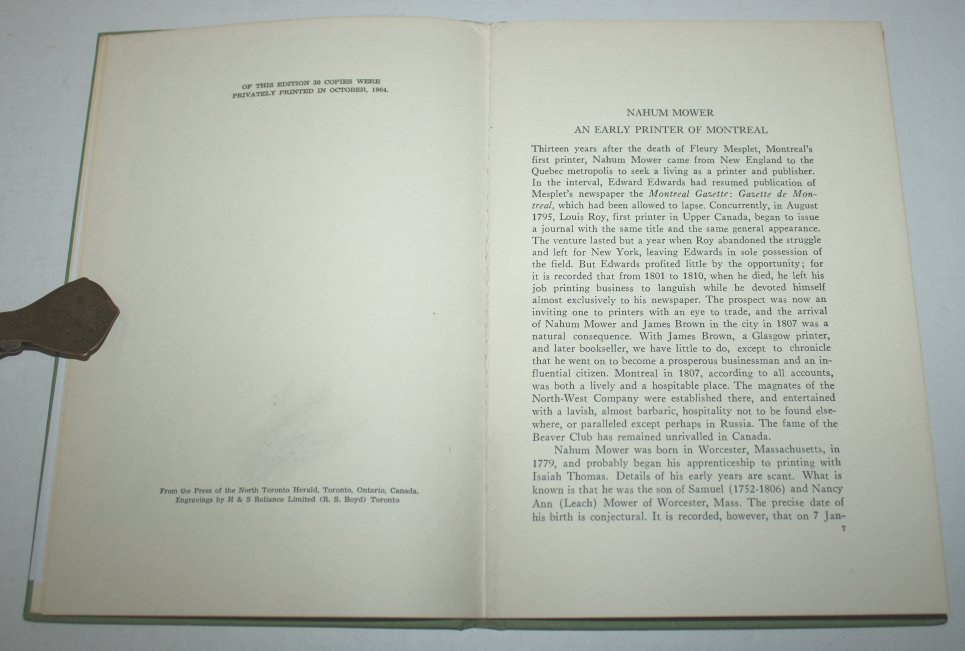 OF THIS EDITION 30 COPIES WERE
PRIVATELY PRINTED IN OCTOBER, 1964.
From the Press of the North Toronto Herald, Toronto, Ontario, Canada.
Engravings by H & S Reliance Limited (R. S. Boyd) Toronto
NAHUM MOWER
AN EARLY PRINTER OF MONTREAL
Thirteen years after the death of Fleury Mesplet, Montreal's
first printer, Nahum Mower came from New England to the
Quebec metropolis to seek a living as a printer and publisher.
In the interval, Edward Edwards had resumed publication of
Mesplet's newspaper the Montreal Gazette: Gazette de Mon-
treal, which had been allowed to lapse. Concurrently, in August
1795, Louis Roy, first printer in Upper Canada, began to issue
a journal with the same title and the same general appearance.
The venture lasted but a year when Roy abandoned the struggle
and left for New York, leaving Edwards in sole possession of
the field. But Edwards profited little by the opportunity; for
it is recorded that from 1801 to 1810, when he died, he left his
job printing business to languish while he devoted himself
almost exclusively to his newspaper. The prospect was now an
inviting one to printers with an eye to trade, and the arrival
of Nahum Mower and James Brown in the city in 1807 was a
natural consequence. With James Brown, a Glasgow printer,
and later bookseller, we have little to do, except to chronicle
that he went on to become a prosperous businessman and an in-
fluential citizen. Montreal in 1807, according to all accounts,
was both a lively and a hospitable place. The magnates of the
North-West Company were established there, and entertained
with a lavish, almost barbaric, hospitality not to be found else-
where, or paralleled except perhaps in Russia. The fame of the
Beaver Club has remained unrivalled in Canada.
Nahum Mower was born in Worcester, Massachusetts, in
1779, and probably began his apprenticeship to printing with
Isaiah Thomas. Details of his early years are scant. What is
known is that he was the son of Samuel (1752-1806) and Nancy
Ann (Leach) Mower of Worcester, Mass. The precise date of
his birth is conjectural. It is recorded, however, that on 7 Jan-
7